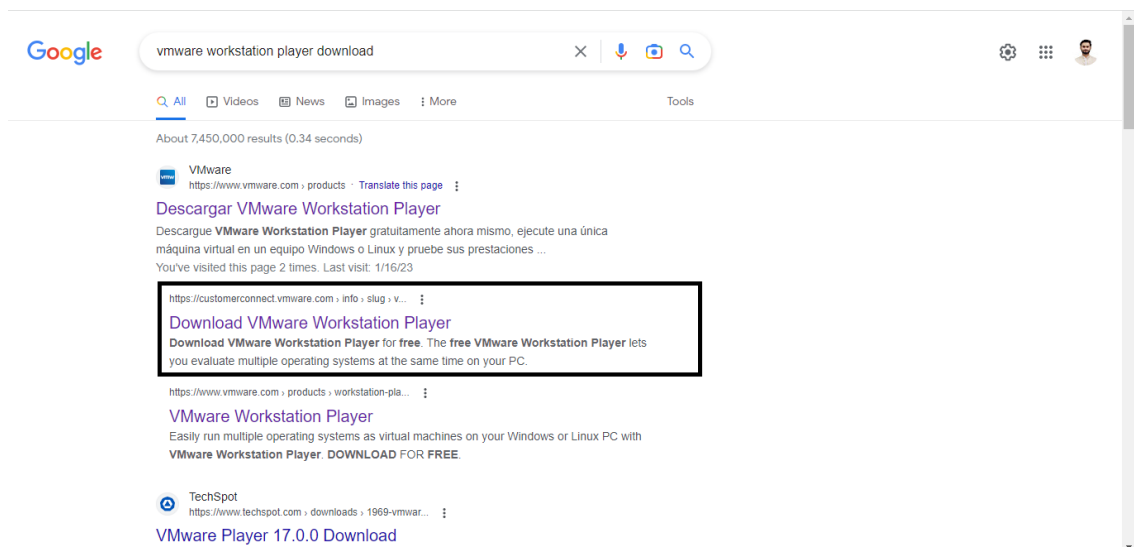 Google
vmware workstation player download
All Videos News Images More Tools
About 7,450,000 results (0.34 seconds)
vmw
VMware
https://www.vmware.com › products · Translate this page
Descargar VMware Workstation Player
Descargue VMware Workstation Player gratuitamente ahora mismo, ejecute una única
máquina virtual en un equipo Windows o Linux y pruebe sus prestaciones ...
You've visited this page 2 times. Last visit: 1/16/23
https://customerconnect.vmware.com › info › slug › v...
Download VMware Workstation Player
Download VMware Workstation Player for free. The free VMware Workstation Player lets
you evaluate multiple operating systems at the same time on your PC.
https://www.vmware.com › products › workstation-pla...
VMware Workstation Player
Easily run multiple operating systems as virtual machines on your Windows or Linux PC with
VMware Workstation Player. DOWNLOAD FOR FREE.
TechSpot
https://www.techspot.com › downloads › 1969-vmwar...
VMware Player 17.0.0 Download